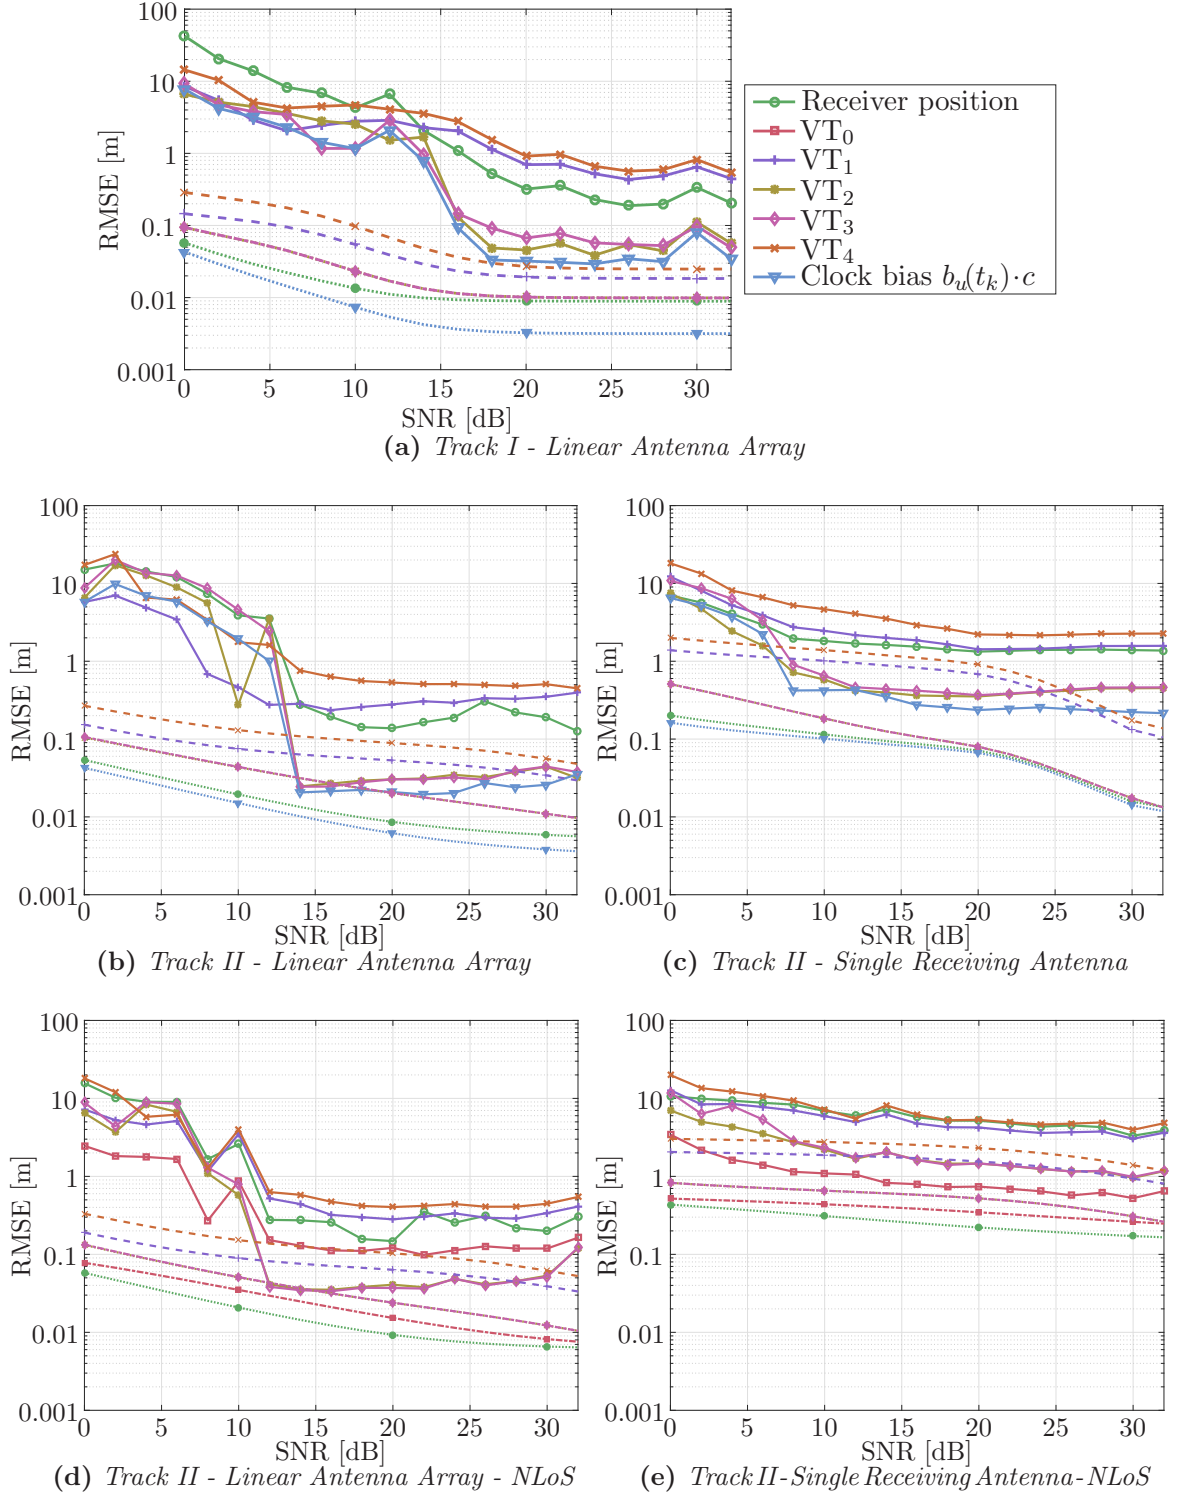 100
10
1
0.1
0.01
0.001
RMSE [m]
0 5 10 15 20 25 30
SNR [dB]
Receiver position
VT0
VT1
VT2
VT3
VT4
Clock bias bu(tk)·c
(a) Track I - Linear Antenna Array
100
10
1
0.1
0.01
0.001
RMSE [m]
0 5 10 15 20 25 30
SNR [dB]
(b) Track II - Linear Antenna Array
100
10
1
0.1
0.01
0.001
RMSE [m]
0 5 10 15 20 25 30
SNR [dB]
(c) Track II - Single Receiving Antenna
100
10
1
0.1
0.01
0.001
RMSE [m]
0 5 10 15 20 25 30
SNR [dB]
(d) Track II - Linear Antenna Array - NLoS
100
10
1
0.1
0.01
0.001
RMSE [m]
0 5 10 15 20 25 30
SNR [dB]
(e) Track II - Single Receiving Antenna - NLoS